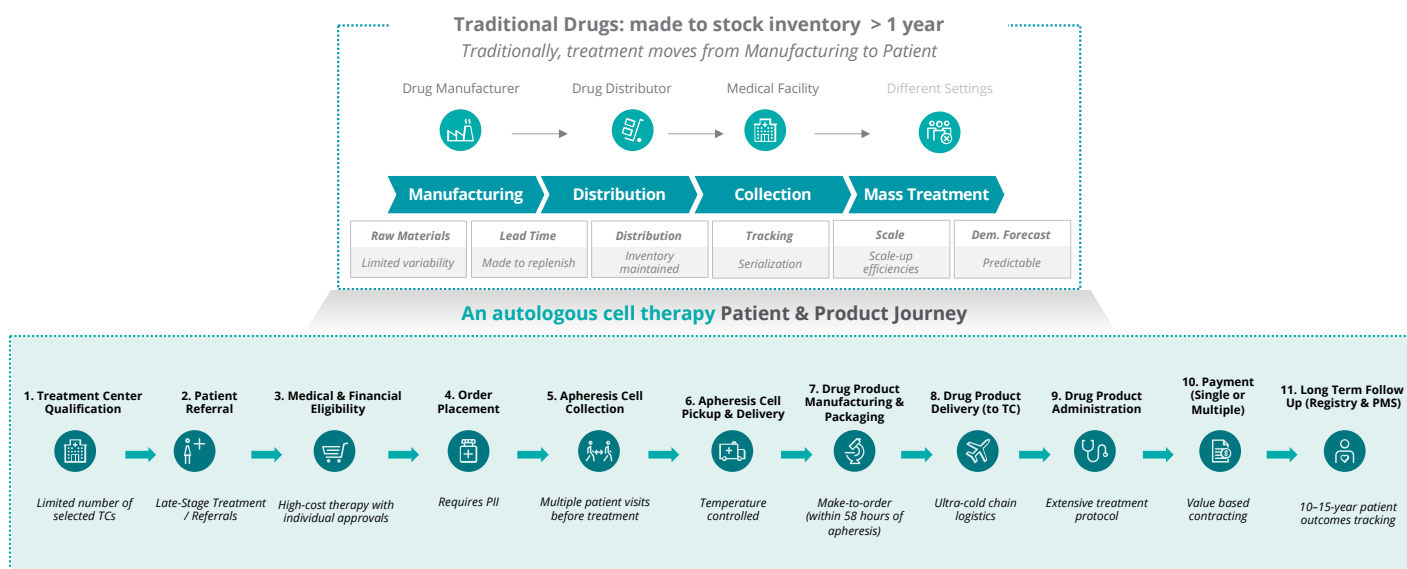 Traditional Drugs: made to stock inventory > 1 year
Traditionally, treatment moves from Manufacturing to Patient
Drug Manufacturer
Drug Distributor
Medical Facility
Different Settings
Manufacturing
Distribution
Collection
Mass Treatment
Raw Materials
Limited variability
Lead Time
Made to replenish
Distribution
Inventory
maintained
Tracking
Serialization
Scale
Scale-up
efficiencies
Dem. Forecast
Predictable
An autologous cell therapy Patient & Product Journey
1. Treatment Center
Qualification
Limited number of
selected TCs
2. Patient
Referral
Late-Stage Treatment
/ Referrals
3. Medical & Financial
Eligibility
High-cost therapy with
individual approvals
4. Order
Placement
Requires PII
5. Apheresis Cell
Collection
Multiple patient visits
before treatment
6. Apheresis Cell
Pickup & Delivery
Temperature
controlled
7. Drug Product
Manufacturing &
Packaging
Make-to-order
(within 58 hours of
apheresis)
8. Drug Product
Delivery (to TC)
Ultra-cold chain
logistics
9. Drug Product
Administration
Extensive treatment
protocol
10. Payment
(Single or
Multiple)
Value based
contracting
11. Long Term Follow
Up (Registry & PMS)
10–15-year patient
outcomes tracking